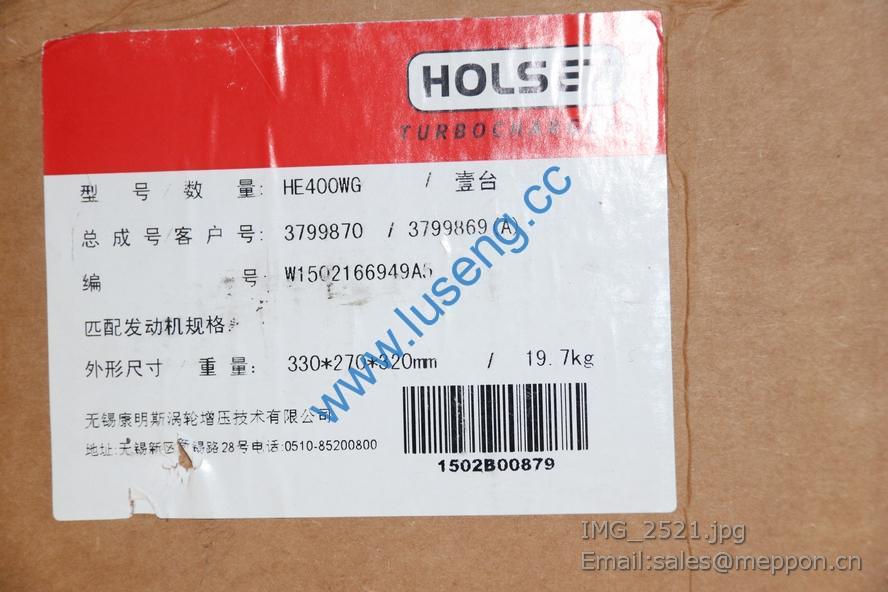 HOLSET
TURBOCHARGERS
型 号 数 量: HE400WG / 壹台
总成号客户号: 3799870 / 3799869(A)
编 号: W1502166949A5
匹配发动机规格:
外形尺寸 重量: 330*270*320mm / 19.7kg
无锡康明斯涡轮增压技术有限公司
地址:无锡新区新锡路28号电话:0510-85200800
1502B00879
www.luseng.cc
IMG_2521.jpg
Email:sales@meppon.cn